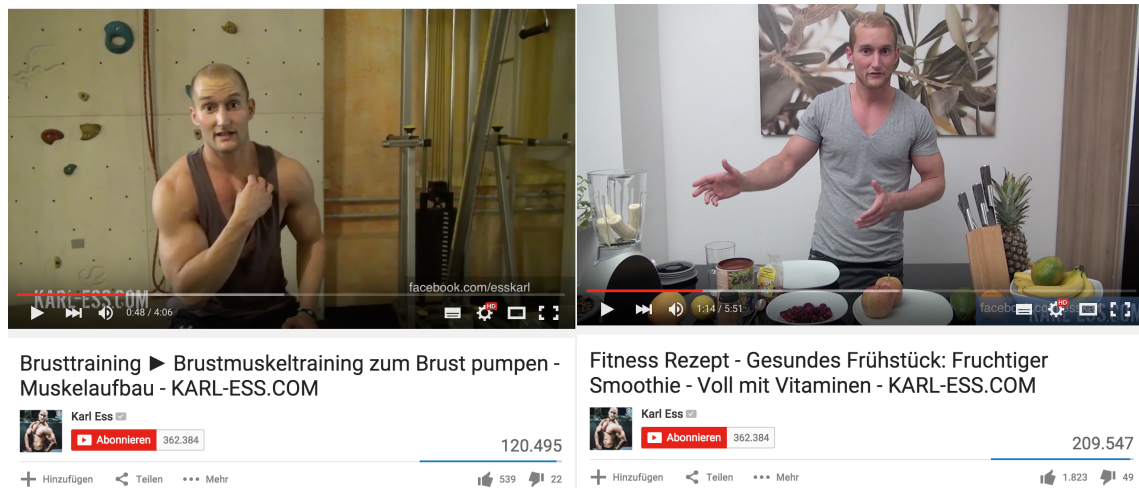 KARL-ESS.COM
facebook.com/esskarl
0:48 / 4:06
HD
Brusttraining ► Brustmuskeltraining zum Brust pumpen -
Muskelaufbau - KARL-ESS.COM
Karl Ess
Abonnieren 362.384
120.495
Hinzufügen Teilen Mehr 539 22
1:14 / 5:51
HD
Fitness Rezept - Gesundes Frühstück: Fruchtiger
Smoothie - Voll mit Vitaminen - KARL-ESS.COM
Karl Ess
Abonnieren 362.384
209.547
Hinzufügen Teilen Mehr 1.823 49